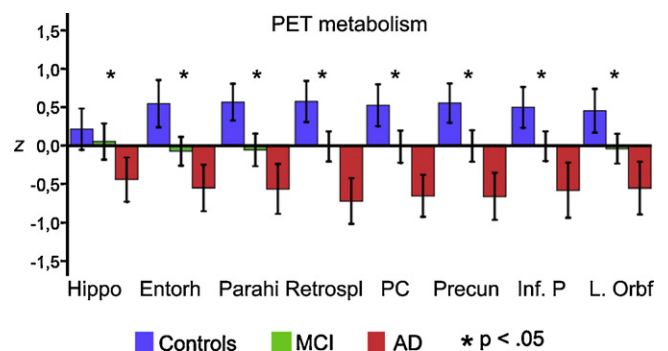 PET metabolism
1,5
1,0
0,5
z 0,0
-0,5
-1,0
-1,5
* * * * * * * *
Hippo Entorh Parahi Retrospl PC Precun Inf. P L. Orbf
Controls MCI AD * p < .05